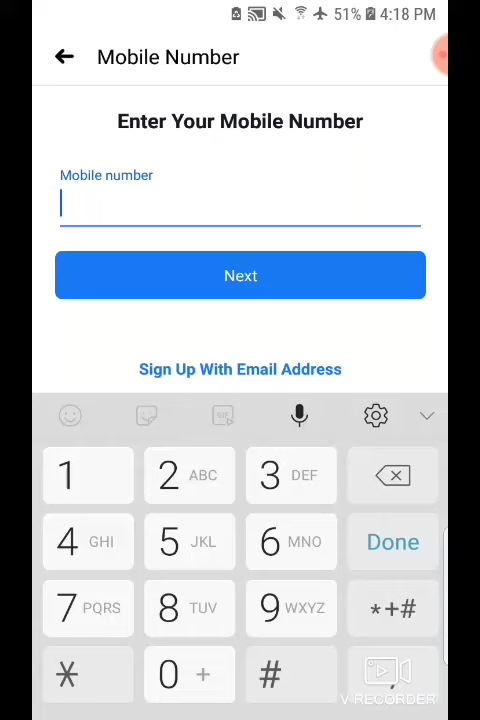 51% 4:18 PM
Mobile Number
Enter Your Mobile Number
Mobile number
Next
Sign Up With Email Address
GIF
1 2 ABC 3 DEF
4 GHI 5 JKL 6 MNO Done
7 PQRS 8 TUV 9 WXYZ *+#
* 0 + # ,
V RECORDER